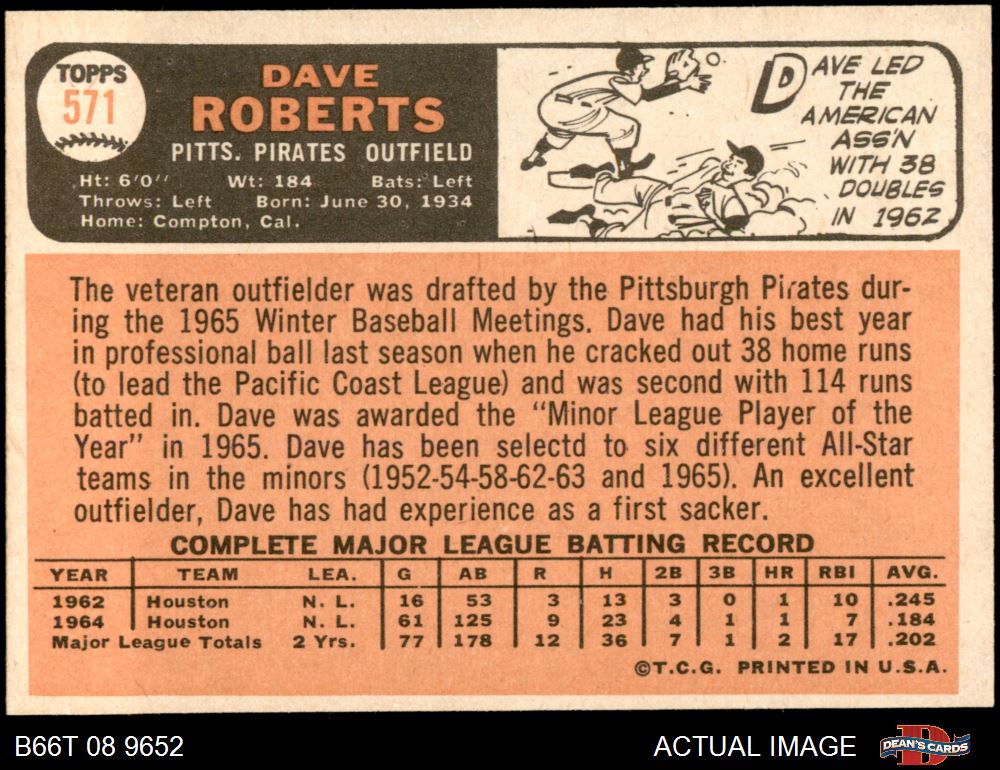 TOPPS
571
DAVE
ROBERTS
PITTS. PIRATES OUTFIELD
Ht: 6'0" Wt: 184 Bats: Left
Throws: Left Born: June 30, 1934
Home: Compton, Cal.
DAVE LED
THE
AMERICAN
ASS'N
WITH 38
DOUBLES
IN 1962
The veteran outfielder was drafted by the Pittsburgh Pirates dur-
ing the 1965 Winter Baseball Meetings. Dave had his best year
in professional ball last season when he cracked out 38 home runs
(to lead the Pacific Coast League) and was second with 114 runs
batted in. Dave was awarded the "Minor League Player of the
Year" in 1965. Dave has been selectd to six different All-Star
teams in the minors (1952-54-58-62-63 and 1965). An excellent
outfielder, Dave has had experience as a first sacker.
COMPLETE MAJOR LEAGUE BATTING RECORD
YEAR TEAM LEA. G AB R H 2B 3B HR RBI AVG.
1962 Houston N. L. 16 53 3 13 3 0 1 10 .245
1964 Houston N. L. 61 125 9 23 4 1 1 7 .184
Major League Totals 2 Yrs. 77 178 12 36 7 1 2 17 .202
©T.C.G. PRINTED IN U.S.A.
B66T 08 9652 ACTUAL IMAGE DEAN'S CARDS